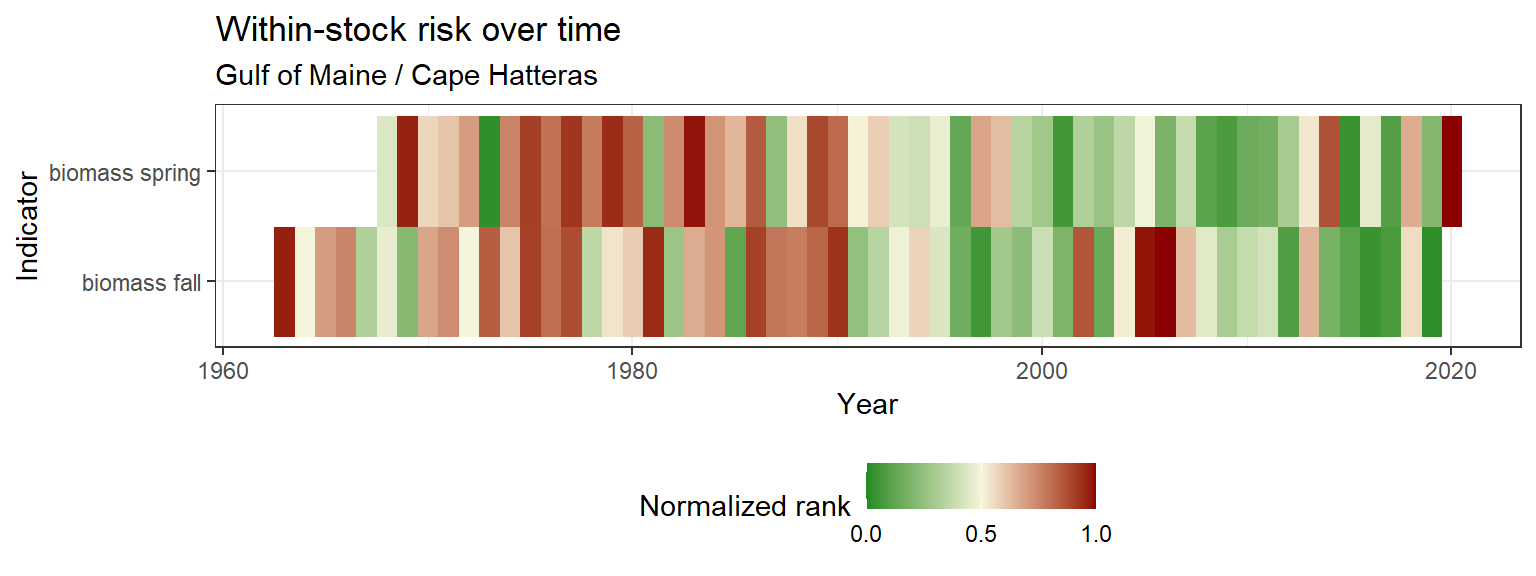 Within-stock risk over time
Gulf of Maine / Cape Hatteras
Indicator
biomass spring
biomass fall
1960 1980 2000 2020
Year
Normalized rank
0.0 0.5 1.0